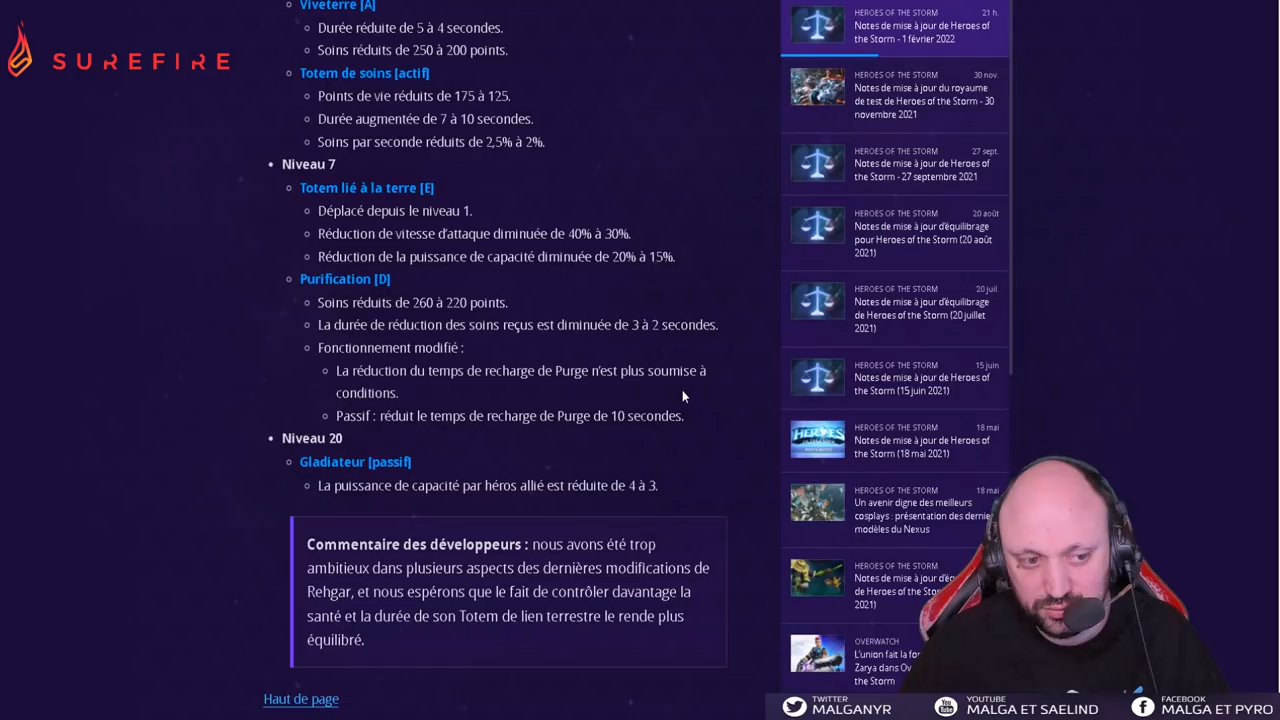 SUREFIRE
Viveterre [A]
Durée réduite de 5 à 4 secondes.
Soins réduits de 250 à 200 points.
Totem de soins [actif]
Points de vie réduits de 175 à 125.
Durée augmentée de 7 à 10 secondes.
Soins par seconde réduits de 2,5% à 2%.
Niveau 7
Totem lié à la terre [E]
Déplacé depuis le niveau 1.
Réduction de vitesse d'attaque diminuée de 40% à 30%.
Réduction de la puissance de capacité diminuée de 20% à 15%.
Purification [D]
Soins réduits de 260 à 220 points.
La durée de réduction des soins reçus est diminuée de 3 à 2 secondes.
Fonctionnement modifié :
La réduction du temps de recharge de Purge n'est plus soumise à
conditions.
Passif : réduit le temps de recharge de Purge de 10 secondes.
Niveau 20
Gladiateur [passif]
La puissance de capacité par héros allié est réduite de 4 à 3.
Commentaire des développeurs : nous avons été trop
ambitieux dans plusieurs aspects des dernières modifications de
Rehgar, et nous espérons que le fait de contrôler davantage la
santé et la durée de son Totem de lien terrestre le rende plus
équilibré.
Haut de page
HEROES OF THE STORM 21 h.
Notes de mise à jour de Heroes of
the Storm - 1 février 2022
HEROES OF THE STORM 30 nov.
Notes de mise à jour du royaume
de test de Heroes of the Storm - 30
novembre 2021
HEROES OF THE STORM 27 sept.
Notes de mise à jour de Heroes of
the Storm - 27 septembre 2021
HEROES OF THE STORM 20 août
Notes de mise à jour d'équilibrage
pour Heroes of the Storm (20 août
2021)
HEROES OF THE STORM 20 juil.
Notes de mise à jour d'équilibrage
de Heroes of the Storm (20 juillet
2021)
HEROES OF THE STORM 15 juin
Notes de mise à jour de Heroes of
the Storm (15 juin 2021)
HEROES OF THE STORM 18 mai
Notes de mise à jour de Heroes of
the Storm (18 mai 2021)
HEROES OF THE STORM 18 mai
Un avenir digne des meilleurs
cosplays : présentation des
modèles du Nexus
HEROES OF THE
Notes de mise à jour
de Heroes of the
2021)
OVERWATCH
L'union fait la
Zarya dans
the Storm
TWITTER
MALGANYR
YOUTUBE
MALGA ET SAELIND
FACEBOOK
MALGA ET PYRO